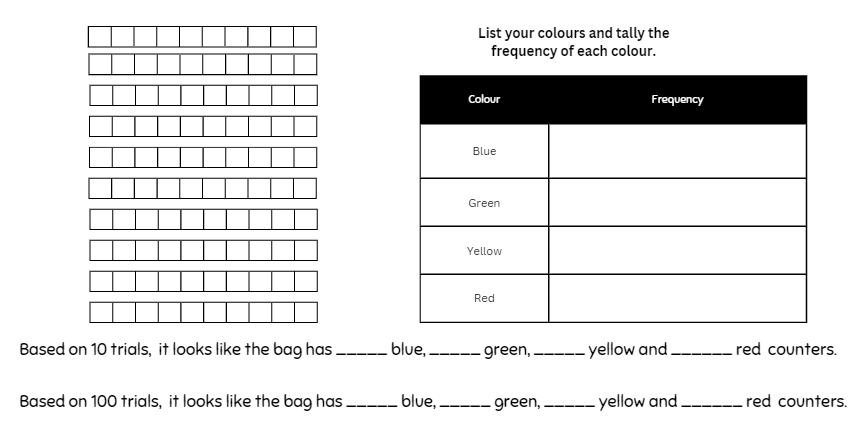 List your colours and tally the
frequency of each colour.
Colour Frequency
Blue
Green
Yellow
Red
Based on 10 trials, it looks like the bag has _____ blue, _____ green, _____ yellow and ______ red counters.
Based on 100 trials, it looks like the bag has _____ blue, _____ green, _____ yellow and ______ red counters.